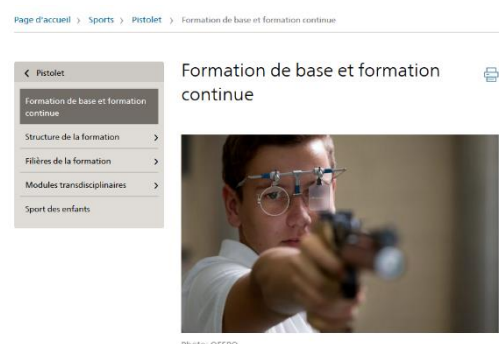 Page d'accueil > Sports > Pistolet > Formation de base et formation continue
< Pistolet
Formation de base et formation
continue
Structure de la formation >
Filières de la formation >
Modules transdisciplinaires >
Sport des enfants
Formation de base et formation
continue